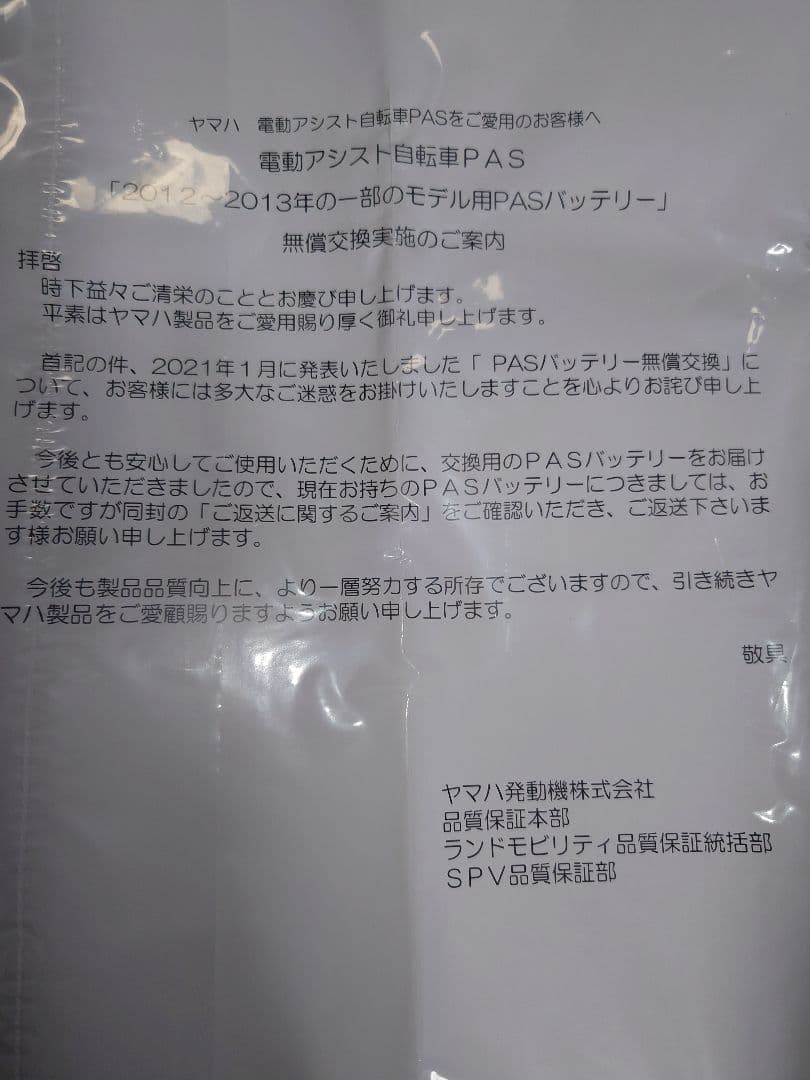 ヤマハ　電動アシスト自転車PASをご愛用のお客様へ
電動アシスト自転車ＰＡＳ
「２０１２～２０１３年の一部のモデル用PASバッテリー」
無償交換実施のご案内
拝啓
時下益々ご清栄のこととお慶び申し上げます。
平素はヤマハ製品をご愛用賜り厚く御礼申し上げます。
首記の件、２０２１年１月に発表いたしました「 PASバッテリー無償交換」に
ついて、お客様には多大なご迷惑をお掛けいたしますことを心よりお詫び申し上
げます。
今後とも安心してご使用いただくために、交換用のＰＡＳバッテリーをお届け
させていただきましたので、現在お持ちのＰＡＳバッテリーにつきましては、お
手数ですが同封の「ご返送に関するご案内」をご確認いただき、ご返送下さいま
す様お願い申し上げます。
今後も製品品質向上に、より一層努力する所存でございますので、引き続きヤ
マハ製品をご愛顧賜りますようお願い申し上げます。
敬具
ヤマハ発動機株式会社
品質保証本部
ランドモビリティ品質保証統括部
ＳＰＶ品質保証部